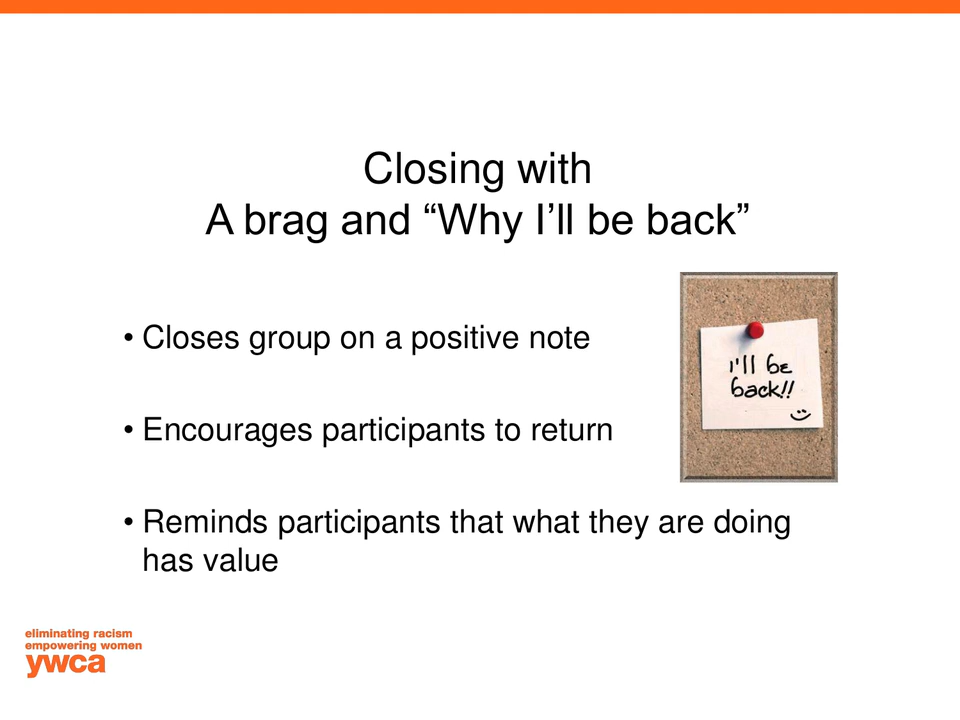 Closing with
A brag and “Why I’ll be back”
• Closes group on a positive note
I'll be
back!!
• Encourages participants to return
• Reminds participants that what they are doing
has value
eliminating racism
empowering women
ywca